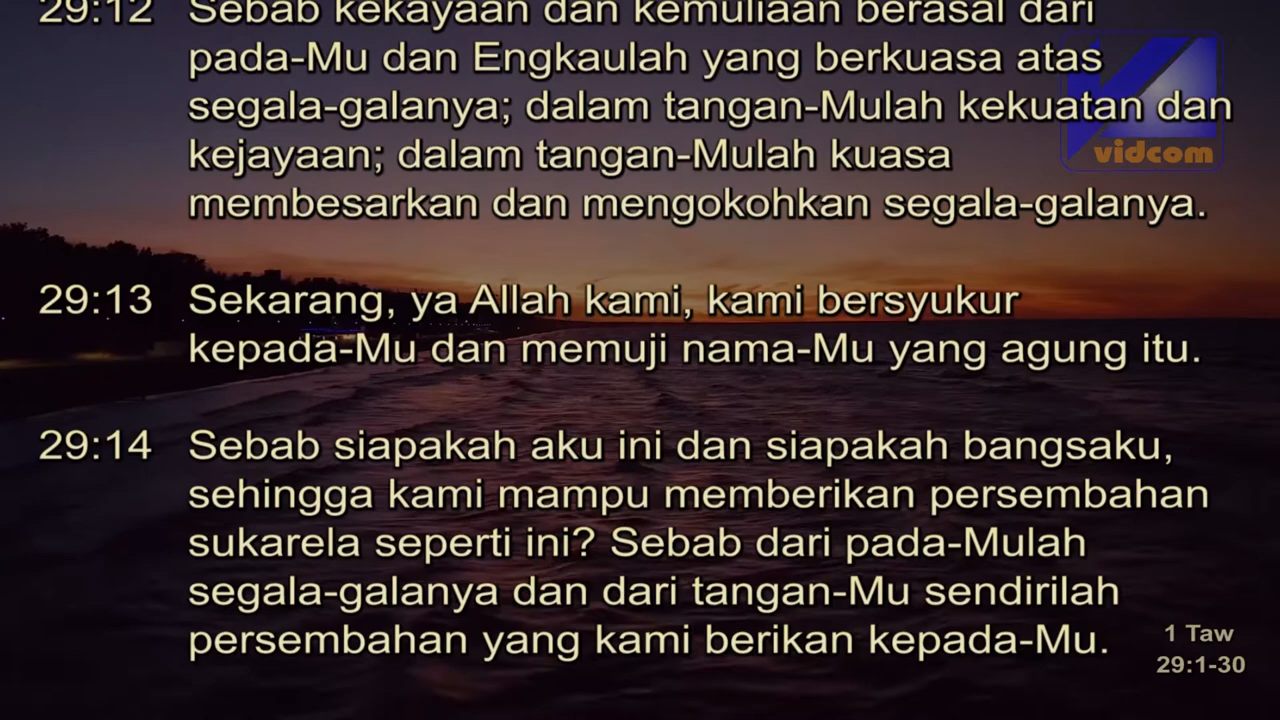 29:12 Sebab kekayaan dan kemuliaan berasal dari
pada-Mu dan Engkaulah yang berkuasa atas
segala-galanya; dalam tangan-Mulah kekuatan dan
kejayaan; dalam tangan-Mulah kuasa
membesarkan dan mengokohkan segala-galanya.
vidcom
29:13 Sekarang, ya Allah kami, kami bersyukur
kepada-Mu dan memuji nama-Mu yang agung itu.
29:14 Sebab siapakah aku ini dan siapakah bangsaku,
sehingga kami mampu memberikan persembahan
sukarela seperti ini? Sebab dari pada-Mulah
segala-galanya dan dari tangan-Mu sendirilah
persembahan yang kami berikan kepada-Mu.
1 Taw
29:1-30